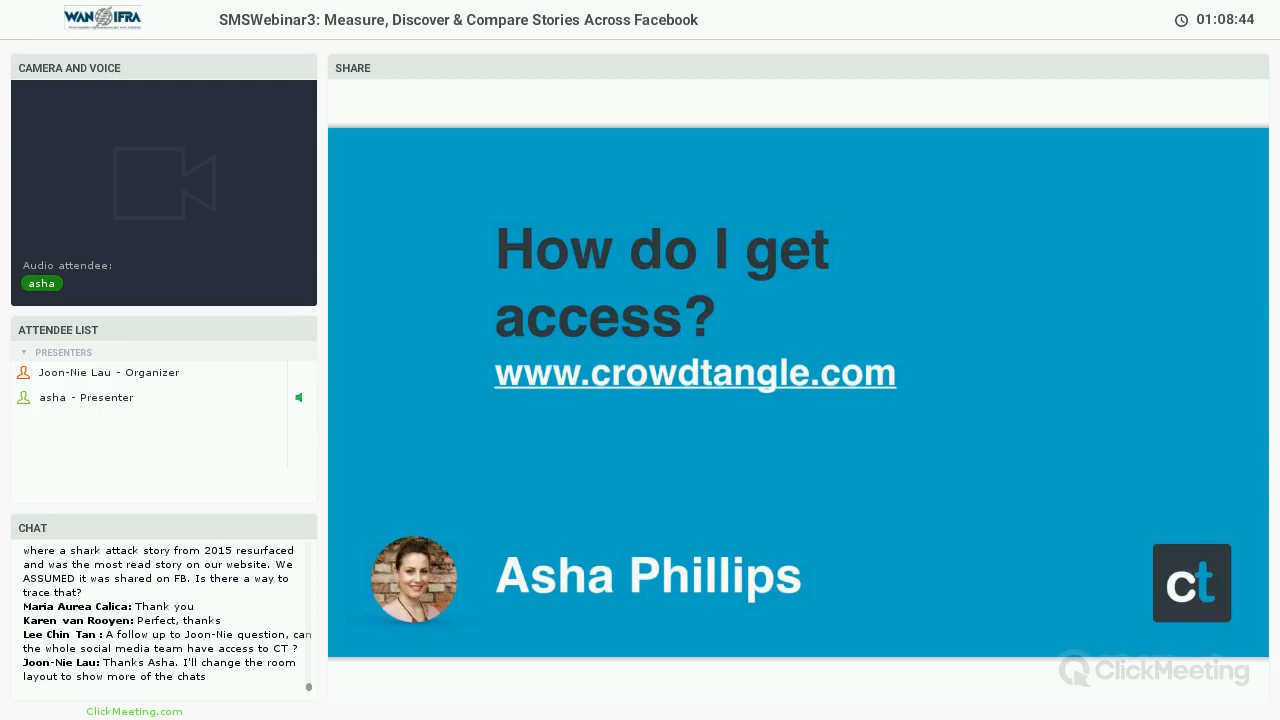 WAN IFRA
SMSWebinar3: Measure, Discover & Compare Stories Across Facebook
01:08:44
CAMERA AND VOICE
Audio attendee:
asha
ATTENDEE LIST
PRESENTERS
Joon-Nie Lau - Organizer
asha - Presenter
CHAT
where a shark attack story from 2015 resurfaced
and was the most read story on our website. We
ASSUMED it was shared on FB. Is there a way to
trace that?
Maria Aurea Calica: Thank you
Karen van Rooyen: Perfect, thanks
Lee Chin Tan : A follow up to Joon-Nie question, can
the whole social media team have access to CT ?
Joon-Nie Lau: Thanks Asha. I'll change the room
layout to show more of the chats
ClickMeeting.com
SHARE
How do I get
access?
www.crowdtangle.com
Asha Phillips
ct
ClickMeeting